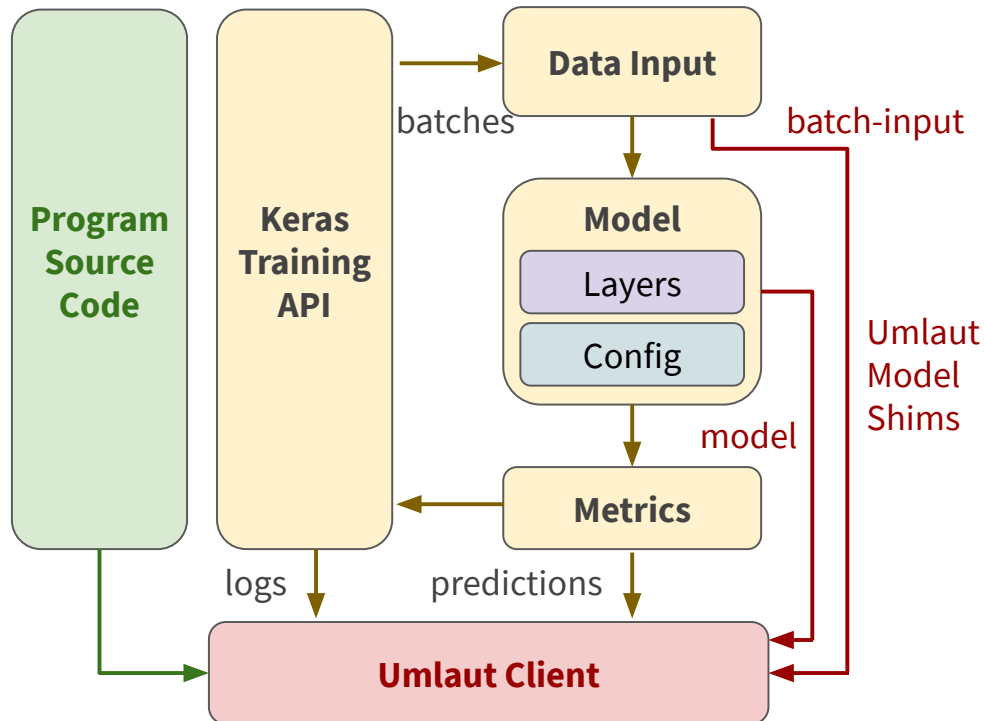 Program
Source
Code
Keras
Training
API
Data Input
batches
batch-input
Model
Layers
Config
Umlaut
Model
Shims
model
Metrics
logs
predictions
Umlaut Client